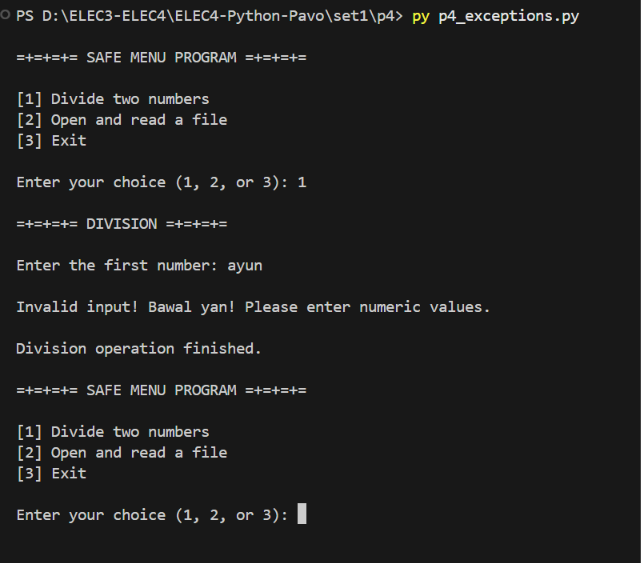 PS D:\ELEC3-ELEC4\ELEC4-Python-Pavo\set1\p4> py p4_exceptions.py
=+=+=+= SAFE MENU PROGRAM =+=+=+=
[1] Divide two numbers
[2] Open and read a file
[3] Exit
Enter your choice (1, 2, or 3): 1
=+=+=+= DIVISION =+=+=+=
Enter the first number: ayun
Invalid input! Bawal yan! Please enter numeric values.
Division operation finished.
=+=+=+= SAFE MENU PROGRAM =+=+=+=
[1] Divide two numbers
[2] Open and read a file
[3] Exit
Enter your choice (1, 2, or 3):